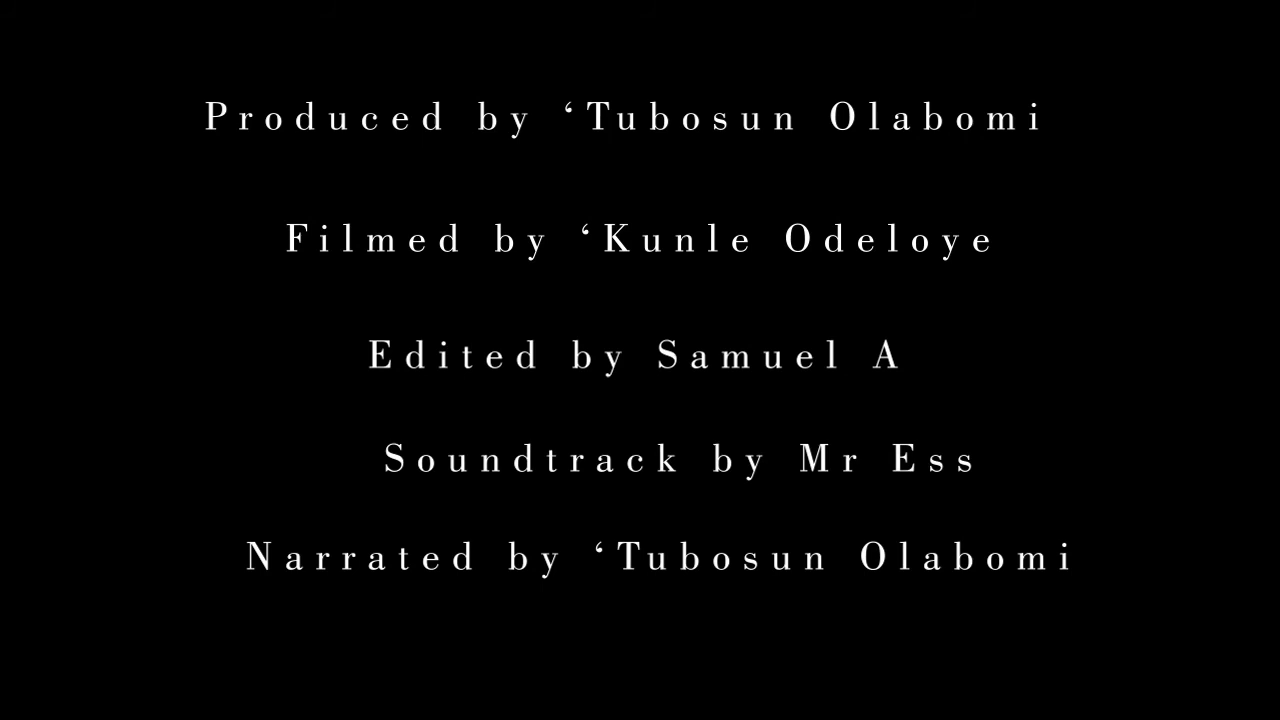 Produced by ‘Tubosun Olabomi
Filmed by ‘Kunle Odeloye
Edited by Samuel A
Soundtrack by Mr Ess
Narrated by ‘Tubosun Olabomi